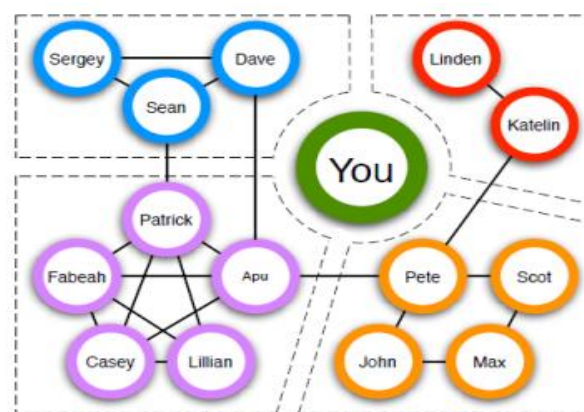 Sergey
Dave
Sean
Linden
Katelin
You
Patrick
Fabeah
Apu
Casey
Lillian
Pete
Scot
John
Max